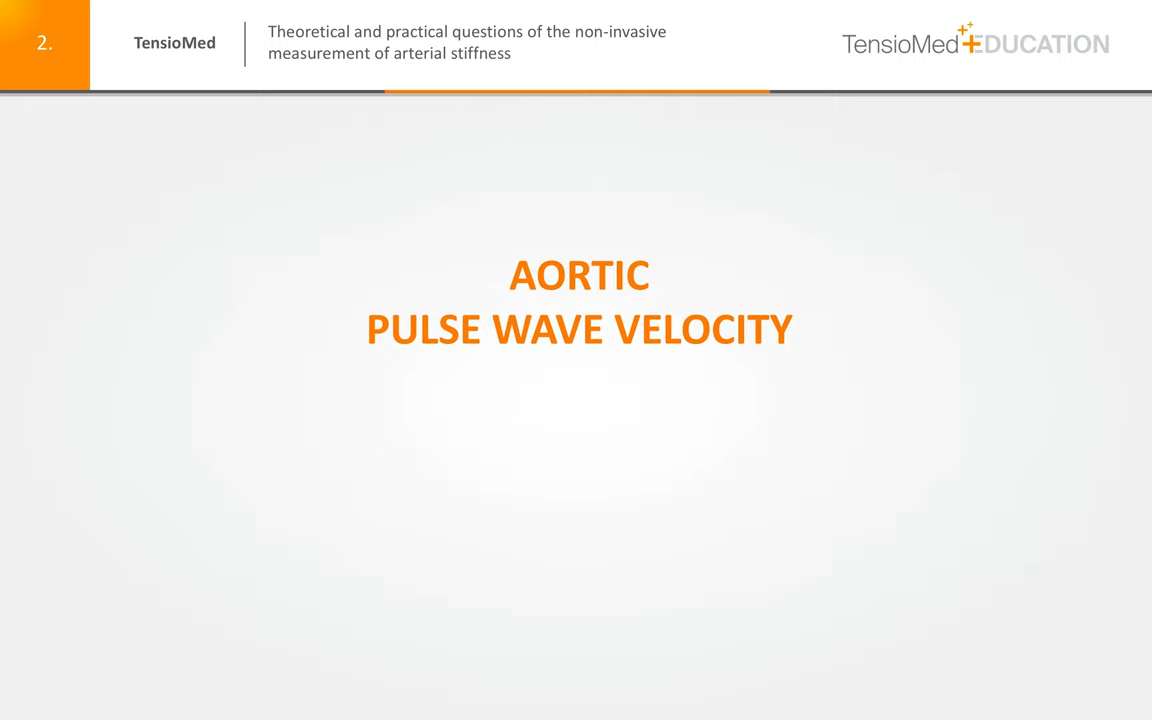 2.
TensioMed
Theoretical and practical questions of the non-invasive
measurement of arterial stiffness
TensioMed EDUCATION
AORTIC
PULSE WAVE VELOCITY